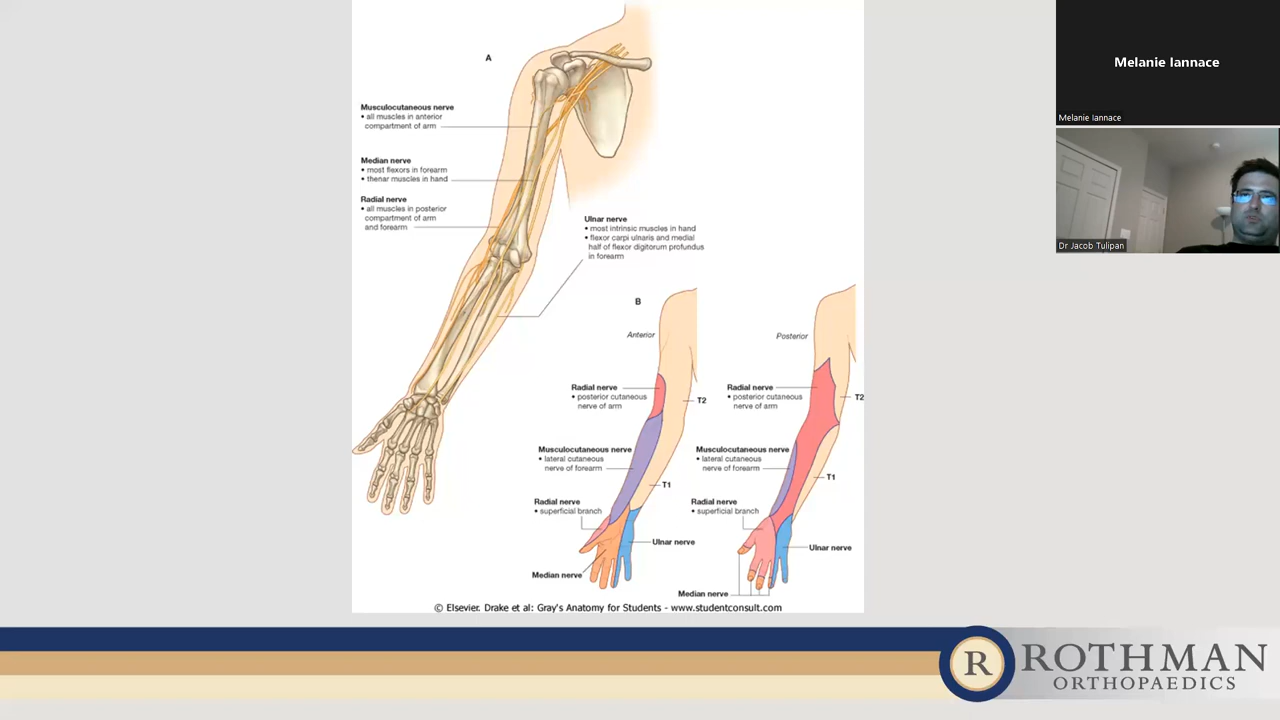 A
Musculocutaneous nerve
• all muscles in anterior
compartment of arm
Median nerve
• most flexors in forearm
• thenar muscles in hand
Radial nerve
• all muscles in posterior
compartment of arm
and forearm
Ulnar nerve
• most intrinsic muscles in hand
• flexor carpi ulnaris and medial
half of flexor digitorum profundus
in forearm
B
Anterior
Radial nerve
• posterior cutaneous
nerve of arm
T2
Musculocutaneous nerve
• lateral cutaneous
nerve of forearm
T1
Radial nerve
• superficial branch
Ulnar nerve
Median nerve
Posterior
Radial nerve
• posterior cutaneous
nerve of arm
T2
Musculocutaneous nerve
• lateral cutaneous
nerve of forearm
T1
Radial nerve
• superficial branch
Ulnar nerve
Median nerve
© Elsevier. Drake et al: Gray's Anatomy for Students - www.studentconsult.com
Melanie Iannace
Melanie Iannace
Dr Jacob Tulipan
R
ROTHMAN
ORTHOPAEDICS